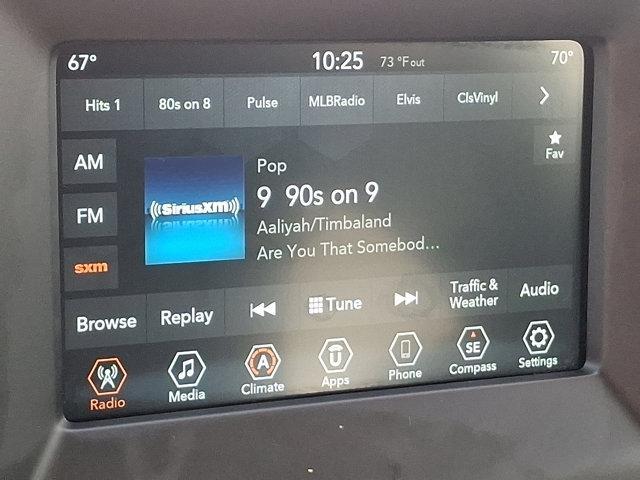 67° 10:25 73 °F out 70°
Hits 1 80s on 8 Pulse MLBRadio Elvis ClsVinyl
Fav
AM
FM
sxm
((SiriusXM))
Pop
9 90s on 9
Aaliyah/Timbaland
Are You That Somebod...
Browse Replay Tune Traffic & Weather Audio
Radio Media A Climate U Apps Phone SE Compass Settings